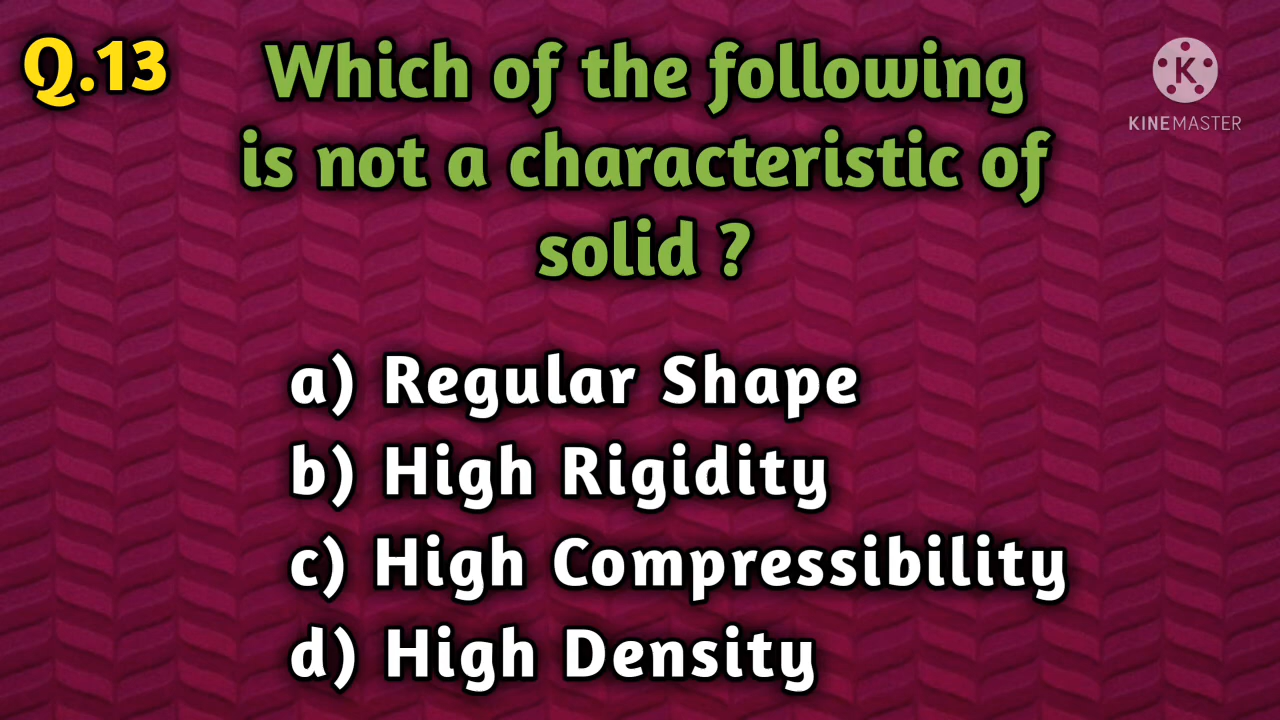 Q.13
Which of the following
is not a characteristic of
solid ?
K
KINEMASTER
a) Regular Shape
b) High Rigidity
c) High Compressibility
d) High Density